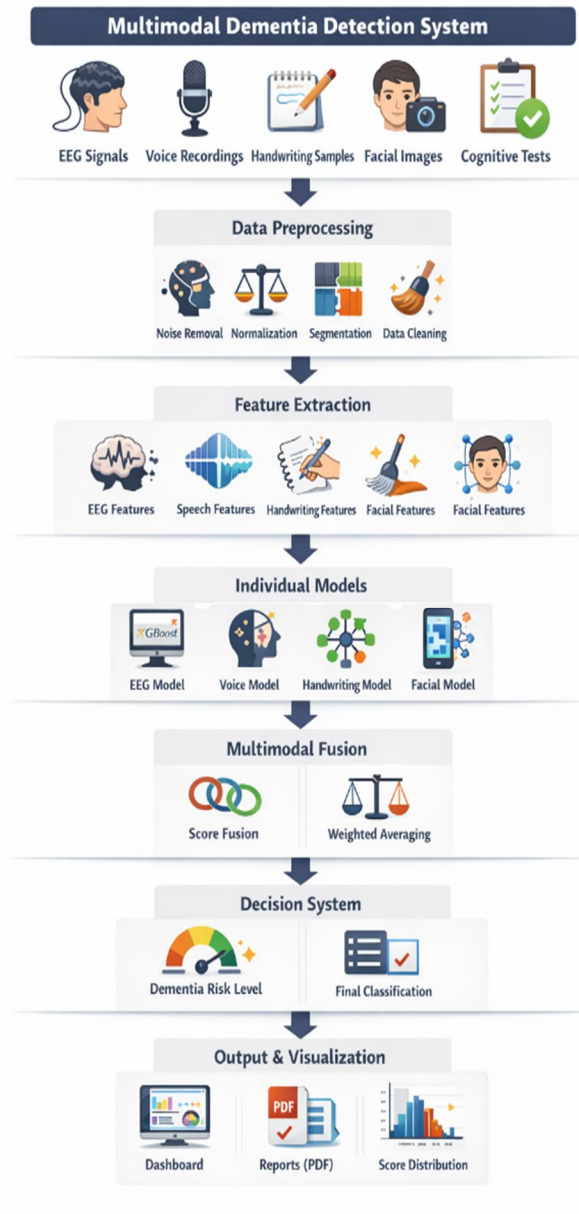 Multimodal Dementia Detection System
EEG Signals
Voice Recordings
Handwriting Samples
Facial Images
Cognitive Tests
Data Preprocessing
Noise Removal
Normalization
Segmentation
Data Cleaning
Feature Extraction
EEG Features
Speech Features
Handwriting Features
Facial Features
Facial Features
Individual Models
XGBoost
EEG Model
Voice Model
Handwriting Model
Facial Model
Multimodal Fusion
Score Fusion
Weighted Averaging
Decision System
Dementia Risk Level
Final Classification
Output & Visualization
PDF
Dashboard
Reports (PDF)
Score Distribution